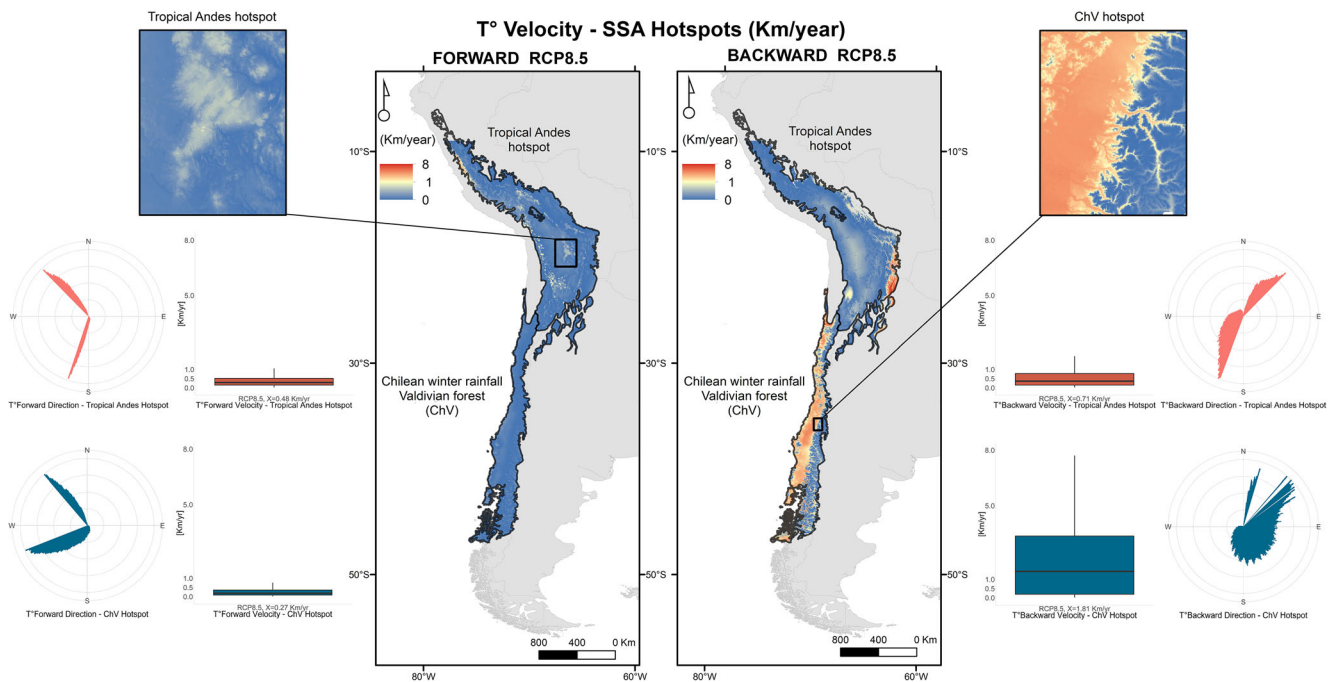 Tropical Andes hotspot
T° Velocity - SSA Hotspots (Km/year)
ChV hotspot
FORWARD RCP8.5
BACKWARD RCP8.5
(Km/year)
8
1
0
Tropical Andes
hotspot
10°S
30°S
50°S
Chilean winter rainfall
Valdivian forest
(ChV)
800 400 0 Km
80°W
60°W
(Km/year)
8
1
0
Tropical Andes
hotspot
10°S
30°S
50°S
Chilean winter rainfall
Valdivian forest
(ChV)
800 400 0 Km
80°W
60°W
N
W
E
S
T°Forward Direction - Tropical Andes Hotspot
8.0
5.0
1.0
0.5
0.0
[Km/yr]
RCP8.5, X=0.48 Km/yr
T°Forward Velocity - Tropical Andes Hotspot
N
W
E
S
T°Forward Direction - ChV Hotspot
8.0
5.0
1.0
0.5
0.0
[Km/yr]
RCP8.5, X=0.27 Km/yr
T°Forward Velocity - ChV Hotspot
8.0
5.0
1.0
0.5
0.0
[Km/yr]
RCP8.5, X=0.71 Km/yr
T°Backward Velocity - Tropical Andes Hotspot
N
W
E
S
T°Backward Direction - Tropical Andes Hotspot
8.0
5.0
1.0
0.5
0.0
[Km/yr]
RCP8.5, X=1.81 Km/yr
T°Backward Velocity - ChV Hotspot
N
W
E
S
T°Backward Direction - ChV Hotspot